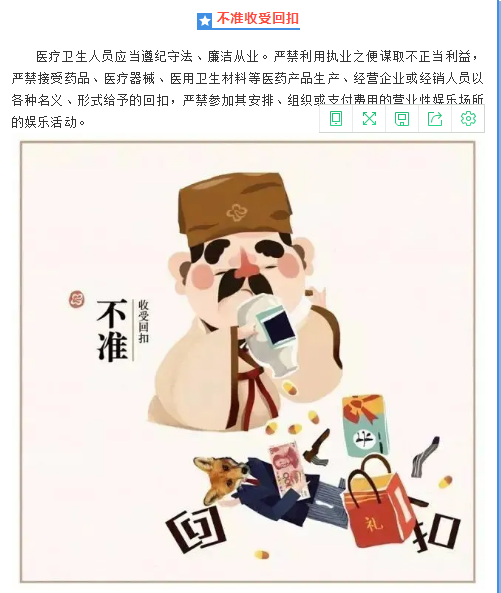 不准收受回扣
医疗卫生人员应当遵纪守法、廉洁从业。严禁利用执业之便谋取不正当利益，
严禁接受药品、医疗器械、医用卫生材料等医药产品生产、经营企业或经销人员以
各种名义、形式给予的回扣，严禁参加其安排、组织或支付费用的营业性娱乐场所
的娱乐活动。
不准
收受回扣
礼
回扣